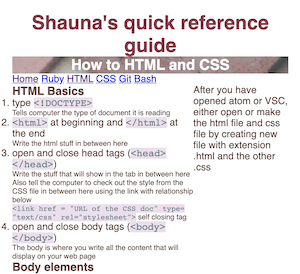 Shauna's quick reference
guide
How to HTML and CSS
Home Ruby HTML CSS Git Bash
HTML Basics
1. type <!DOCTYPE>
Tells computer the type of document it is reading
2. <html> at beginning and </html> at
the end
Write the html stuff in between here
3. open and close head tags (<head>
</head>)
Write the stuff that will show in the tab in between here
Also tell the computer to check out the style from the
CSS file in between here using the link with relationship
below
<link href = "URL of the CSS doc" type=
"text/css" rel="stylesheet"> self closing tag
4. open and close body tags (<body>
</body>)
The body is where you write all the content that will
display on your web page
Body elements
After you have
opened atom or VSC,
either open or make
the html file and css
file by creating new
file with extension
.html and the other
.css